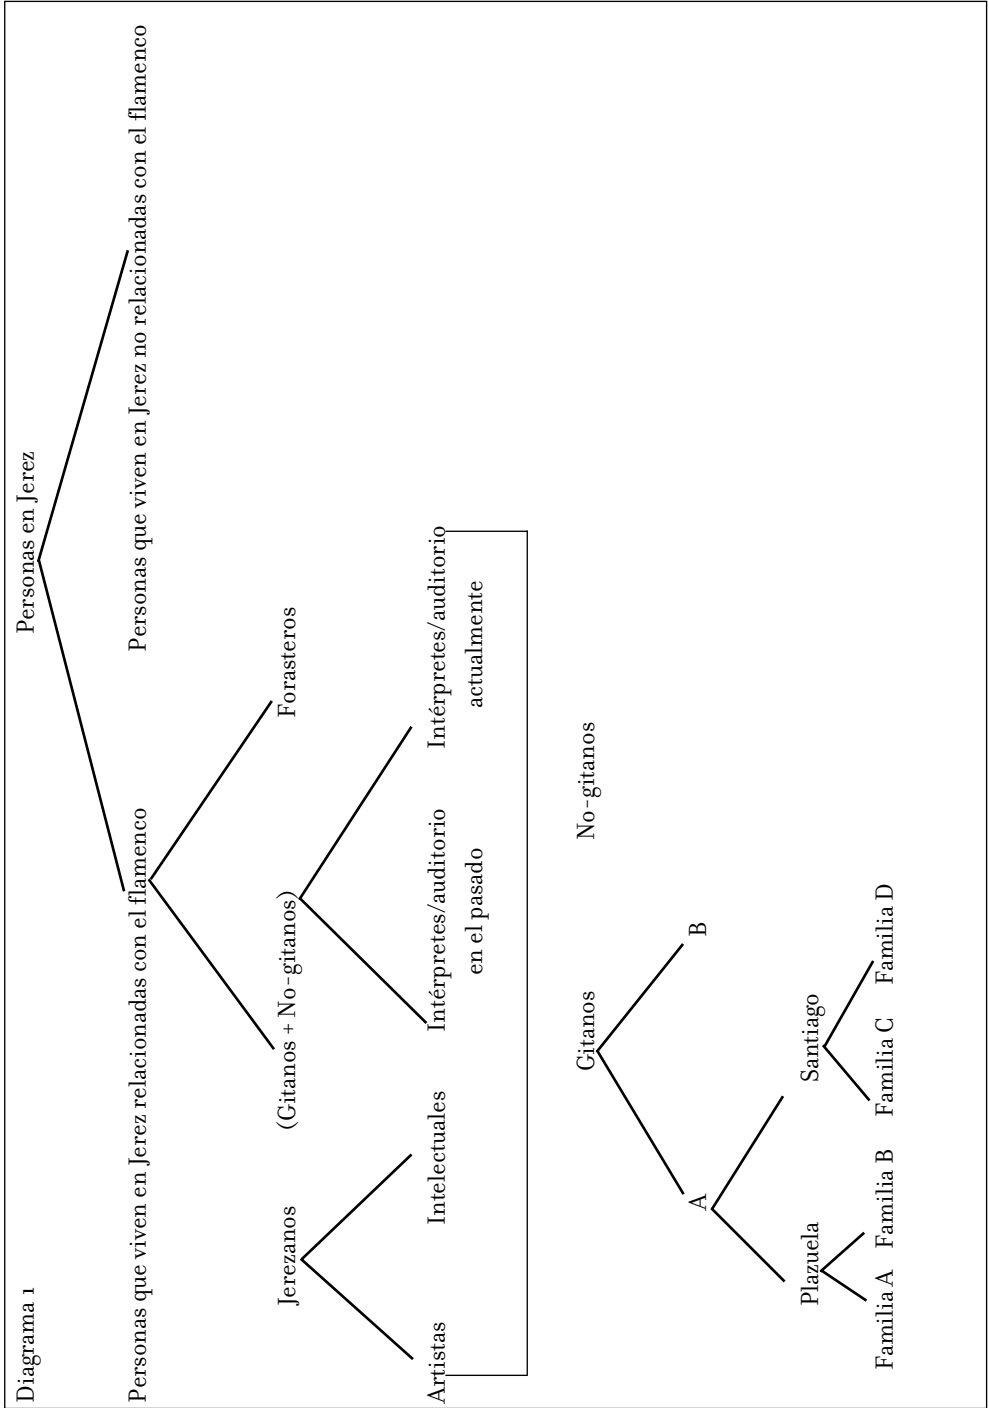 Diagrama 1
Personas en Jerez
Personas que viven en Jerez relacionadas con el flamenco
Personas que viven en Jerez no relacionadas con el flamenco
Jerezanos
(Gitanos + No-gitanos)
Forasteros
Artistas
Intelectuales
Intérpretes/auditorio
en el pasado
Intérpretes/auditorio
actualmente
Gitanos
No-gitanos
A
B
Plazuela
Santiago
Familia A
Familia B
Familia C
Familia D